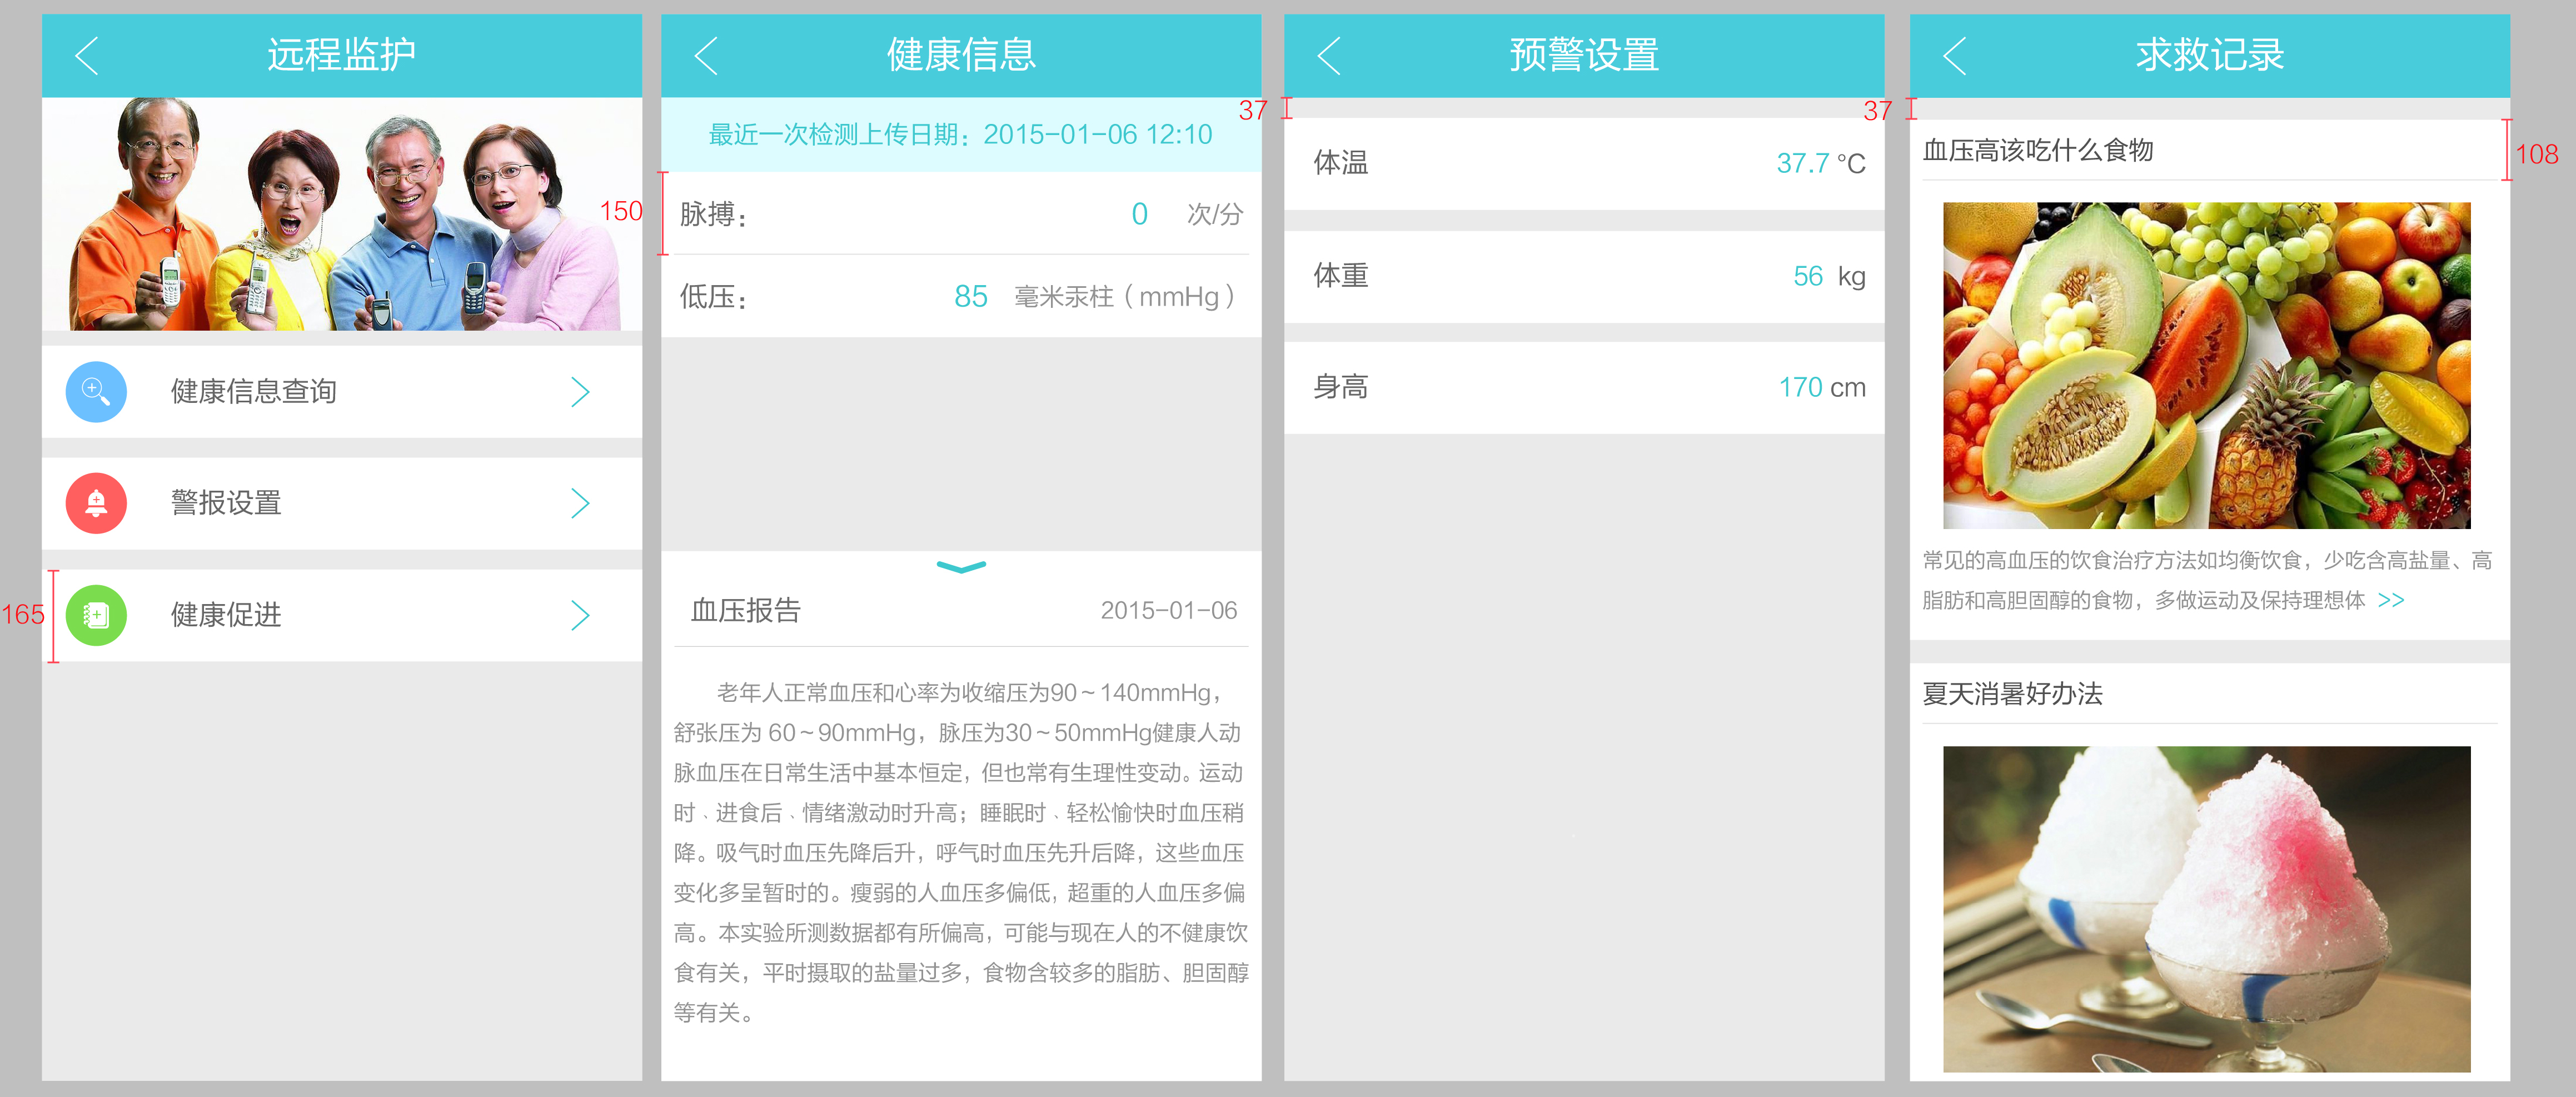 远程监护
健康信息查询
警报设置
165
健康促进
健康信息
最近一次检测上传日期：2015-01-06 12:10
150
脉搏： 0 次/分
低压： 85 毫米汞柱（mmHg）
血压报告 2015-01-06
老年人正常血压和心率为收缩压为90～140mmHg，
舒张压为 60～90mmHg，脉压为30～50mmHg健康人动
脉血压在日常生活中基本恒定，但也常有生理性变动。运动
时﹑进食后﹑情绪激动时升高；睡眠时﹑轻松愉快时血压稍
降。吸气时血压先降后升，呼气时血压先升后降，这些血压
变化多呈暂时的。瘦弱的人血压多偏低，超重的人血压多偏
高。本实验所测数据都有所偏高，可能与现在人的不健康饮
食有关，平时摄取的盐量过多，食物含较多的脂肪、胆固醇
等有关。
预警设置
37
体温 37.7 °C
体重 56 kg
身高 170 cm
求救记录
37
血压高该吃什么食物
108
常见的高血压的饮食治疗方法如均衡饮食，少吃含高盐量、高
脂肪和高胆固醇的食物，多做运动及保持理想体 >>
夏天消暑好办法